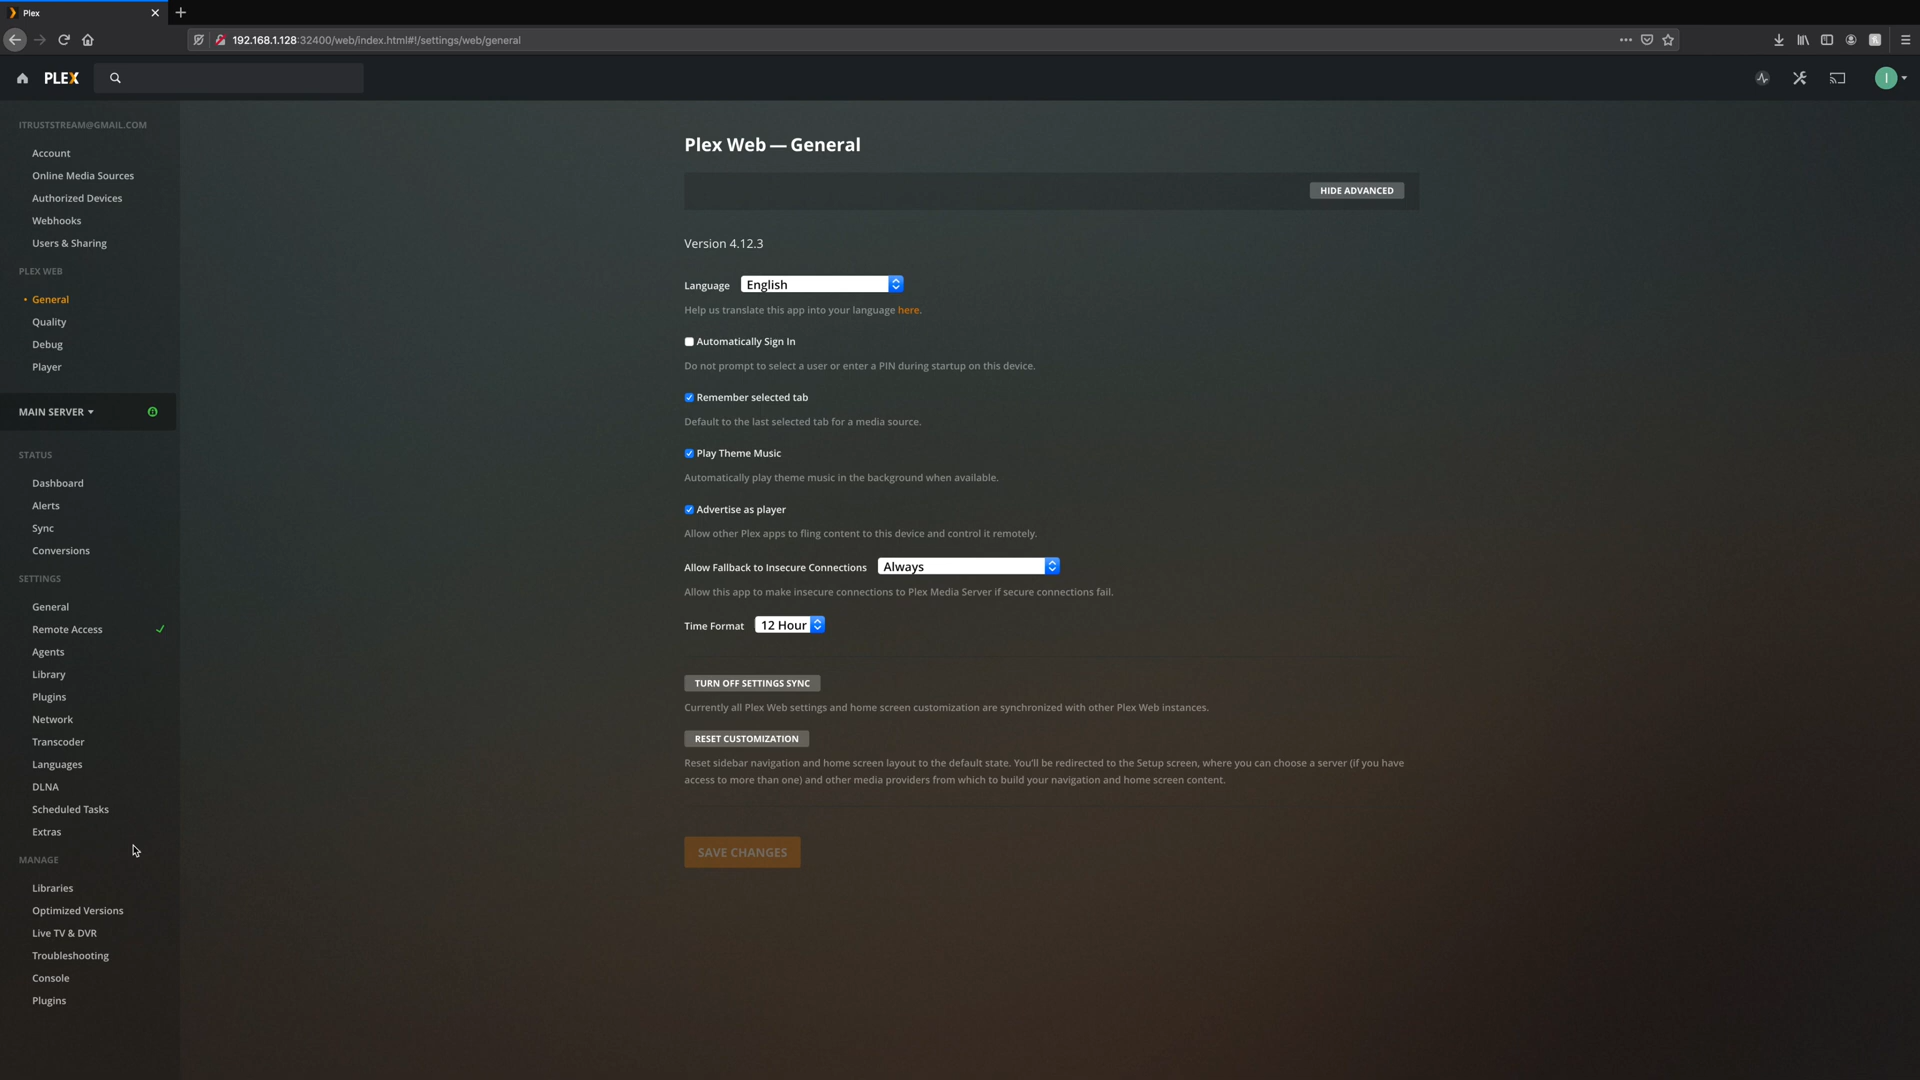 Plex
192.168.1.128:32400/web/index.html#!/settings/web/general
PLEX
I
ITRUSTSTREAM@GMAIL.COM
Account
Online Media Sources
Authorized Devices
Webhooks
Users & Sharing
PLEX WEB
General
Quality
Debug
Player
MAIN SERVER
STATUS
Dashboard
Alerts
Sync
Conversions
SETTINGS
General
Remote Access
Agents
Library
Plugins
Network
Transcoder
Languages
DLNA
Scheduled Tasks
Extras
MANAGE
Libraries
Optimized Versions
Live TV & DVR
Troubleshooting
Console
Plugins
Plex Web — General
HIDE ADVANCED
Version 4.12.3
Language English
Help us translate this app into your language here.
Automatically Sign In
Do not prompt to select a user or enter a PIN during startup on this device.
Remember selected tab
Default to the last selected tab for a media source.
Play Theme Music
Automatically play theme music in the background when available.
Advertise as player
Allow other Plex apps to fling content to this device and control it remotely.
Allow Fallback to Insecure Connections Always
Allow this app to make insecure connections to Plex Media Server if secure connections fail.
Time Format 12 Hour
TURN OFF SETTINGS SYNC
Currently all Plex Web settings and home screen customization are synchronized with other Plex Web instances.
RESET CUSTOMIZATION
Reset sidebar navigation and home screen layout to the default state. You'll be redirected to the Setup screen, where you can choose a server (if you have
access to more than one) and other media providers from which to build your navigation and home screen content.
SAVE CHANGES